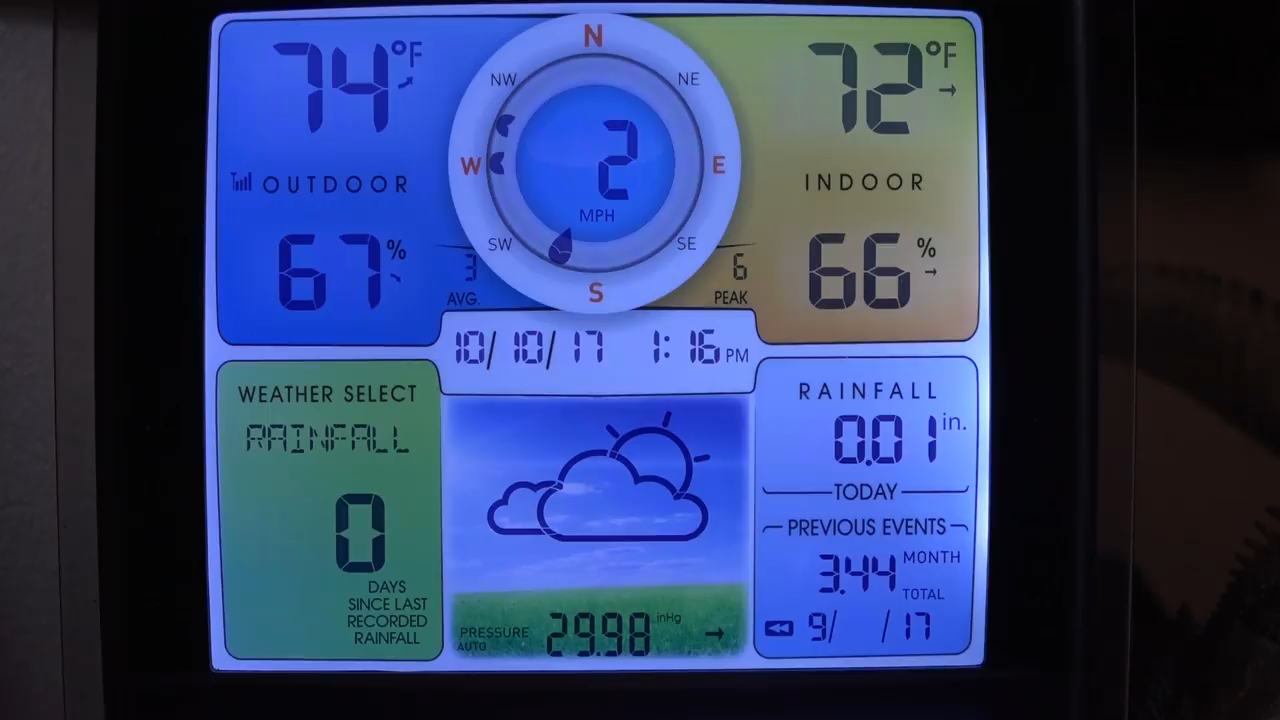 74°F
OUTDOOR
67%
N
NW NE
W E
SW SE
S
2
MPH
3
AVG.
6
PEAK
72°F
INDOOR
66%
10/10/17 1:16 PM
WEATHER SELECT
RAINFALL
0
DAYS
SINCE LAST
RECORDED
RAINFALL
PRESSURE
AUTO
29.98 inHg
RAINFALL
0.01 in.
TODAY
PREVIOUS EVENTS
3.44 MONTH
TOTAL
9/ /17